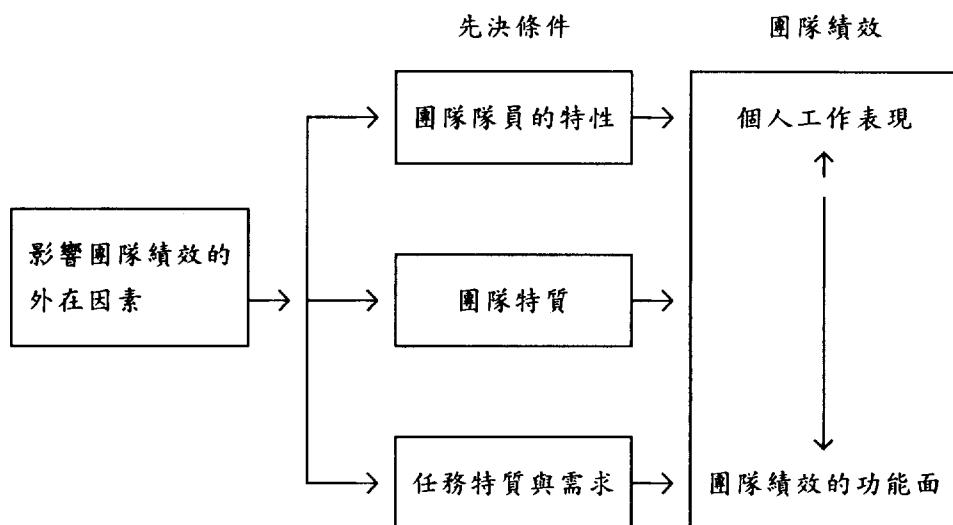 先決條件
團隊績效
團隊隊員的特性
個人工作表現
影響團隊績效的
外在因素
團隊特質
任務特質與需求
團隊績效的功能面